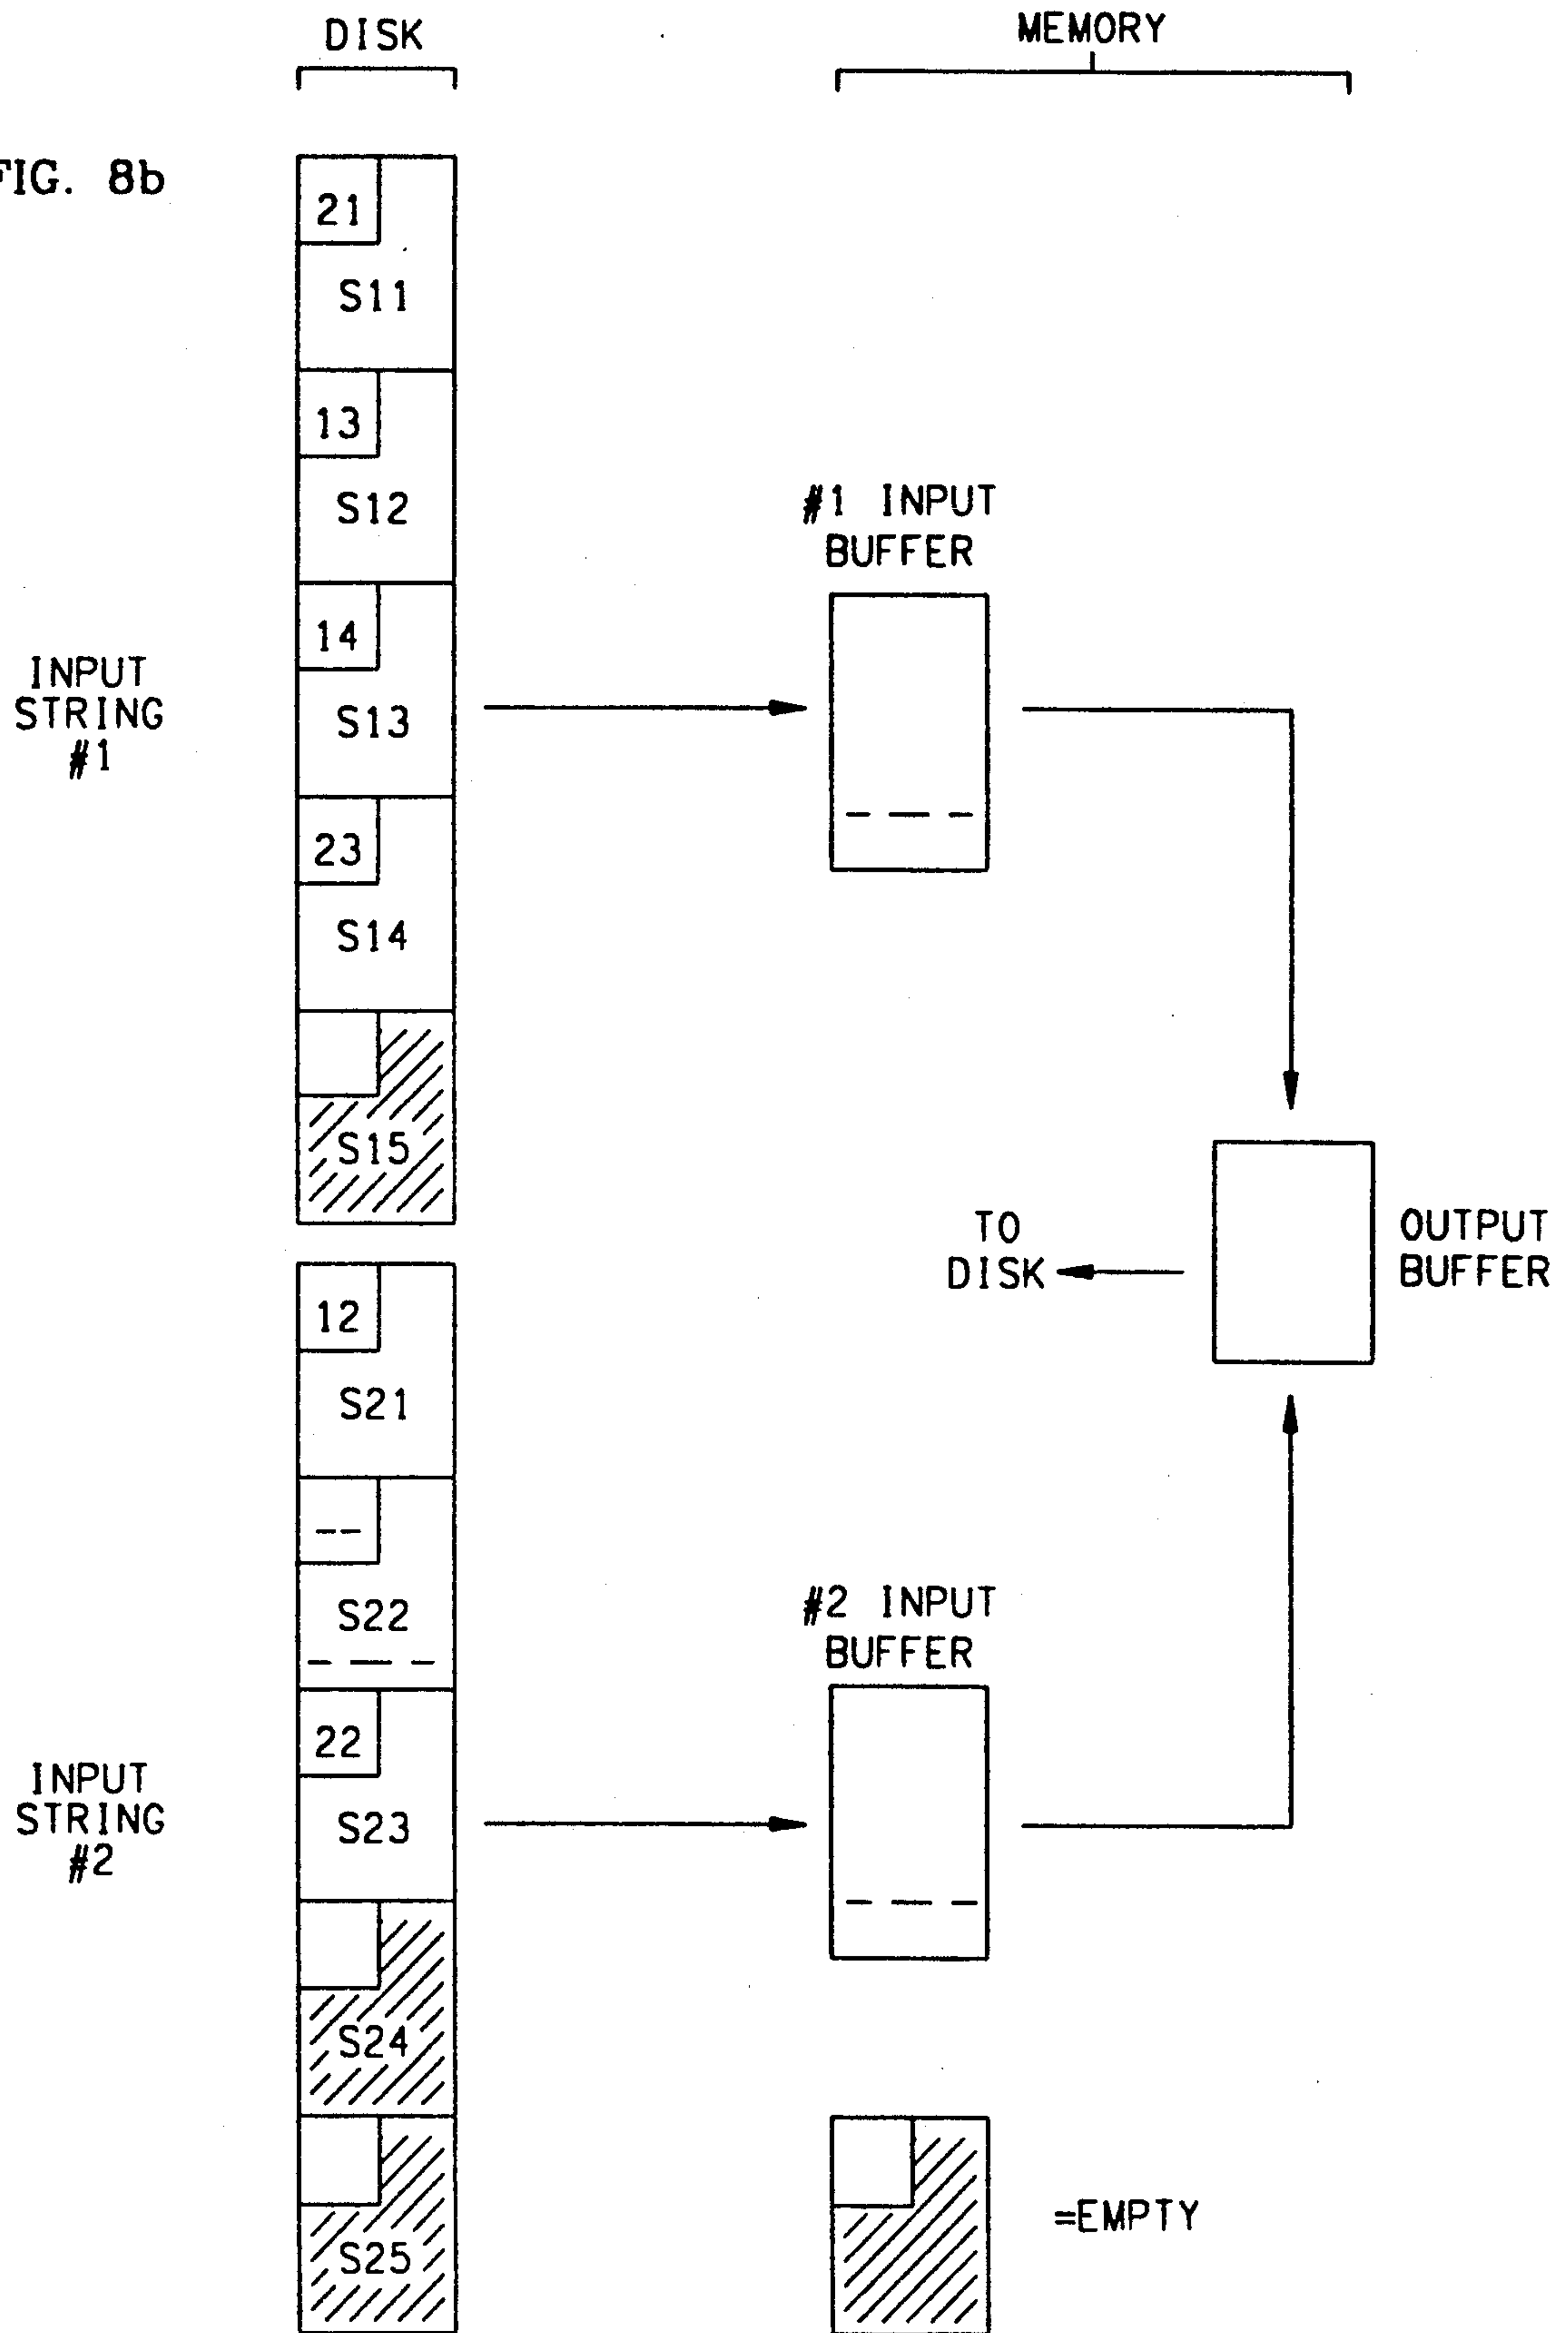 DISK
MEMORY
FIG. 8b
21
S11
13
S12
14
S13
23
S14
S15
INPUT
STRING
#1
#1 INPUT
BUFFER
TO
DISK
OUTPUT
BUFFER
12
S21
--
S22
22
S23
S24
S25
INPUT
STRING
#2
#2 INPUT
BUFFER
=EMPTY